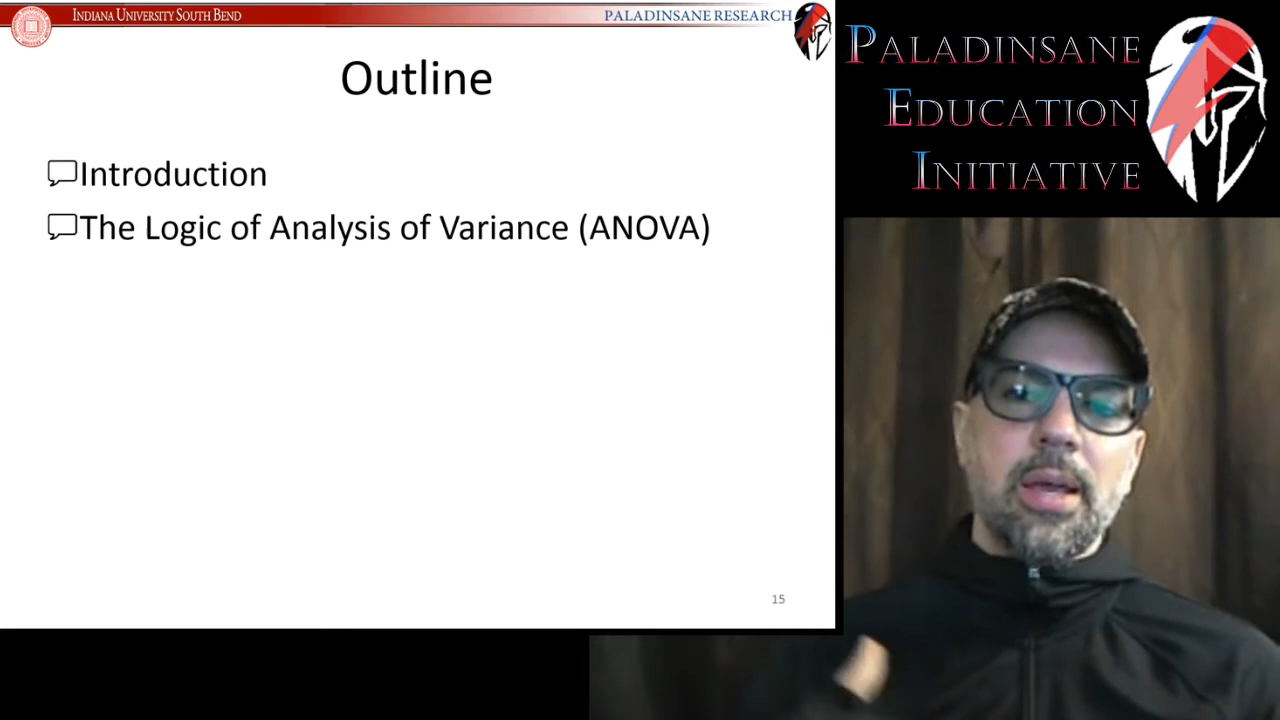 INDIANA UNIVERSITY SOUTH BEND
PALADINSANE RESEARCH
Outline
Introduction
The Logic of Analysis of Variance (ANOVA)
15
PALADINSANE
EDUCATION
INITIATIVE